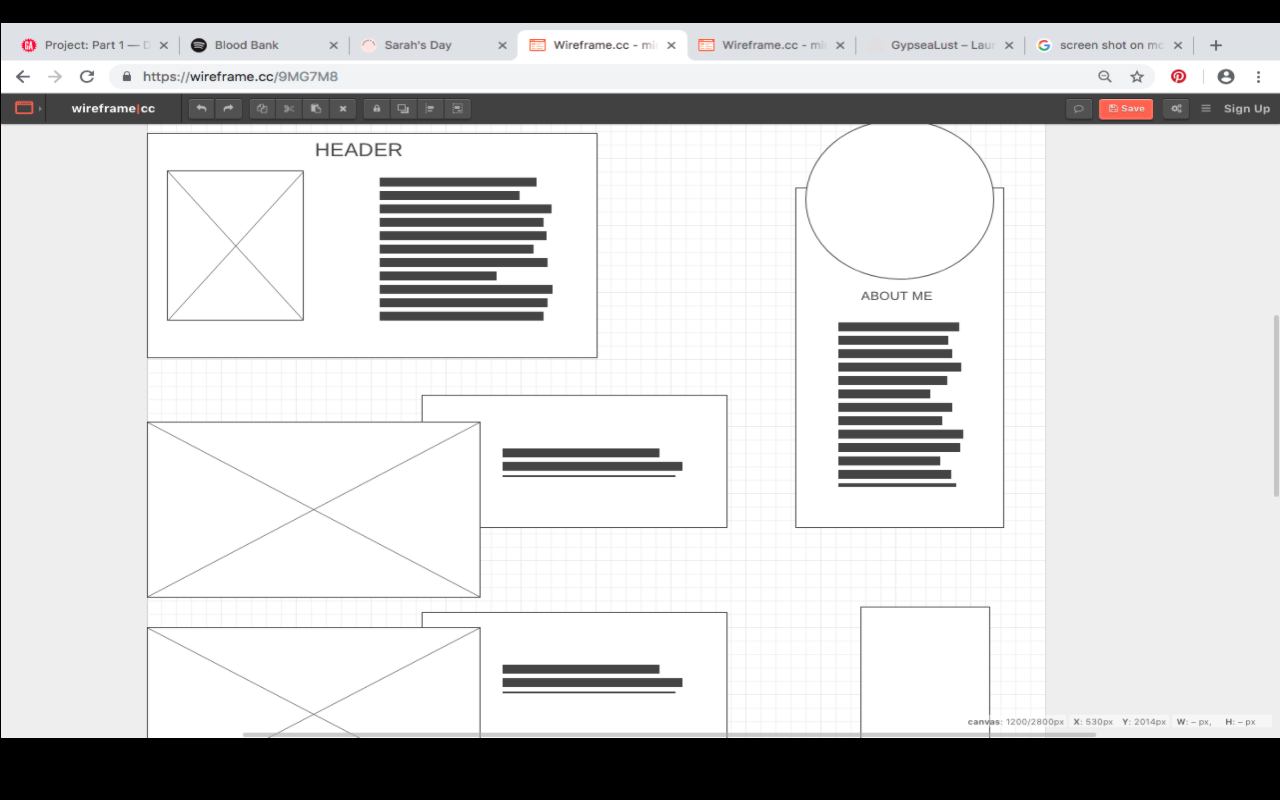 Project: Part 1 — D
Blood Bank
Sarah's Day
Wireframe.cc - mi
Wireframe.cc - mi
GypseaLust – Laur
screen shot on mc
https://wireframe.cc/9MG7M8
wireframe|cc
Save
Sign Up
HEADER
ABOUT ME
canvas: 1200/2800px X: 530px Y: 2014px W: – px, H: – px